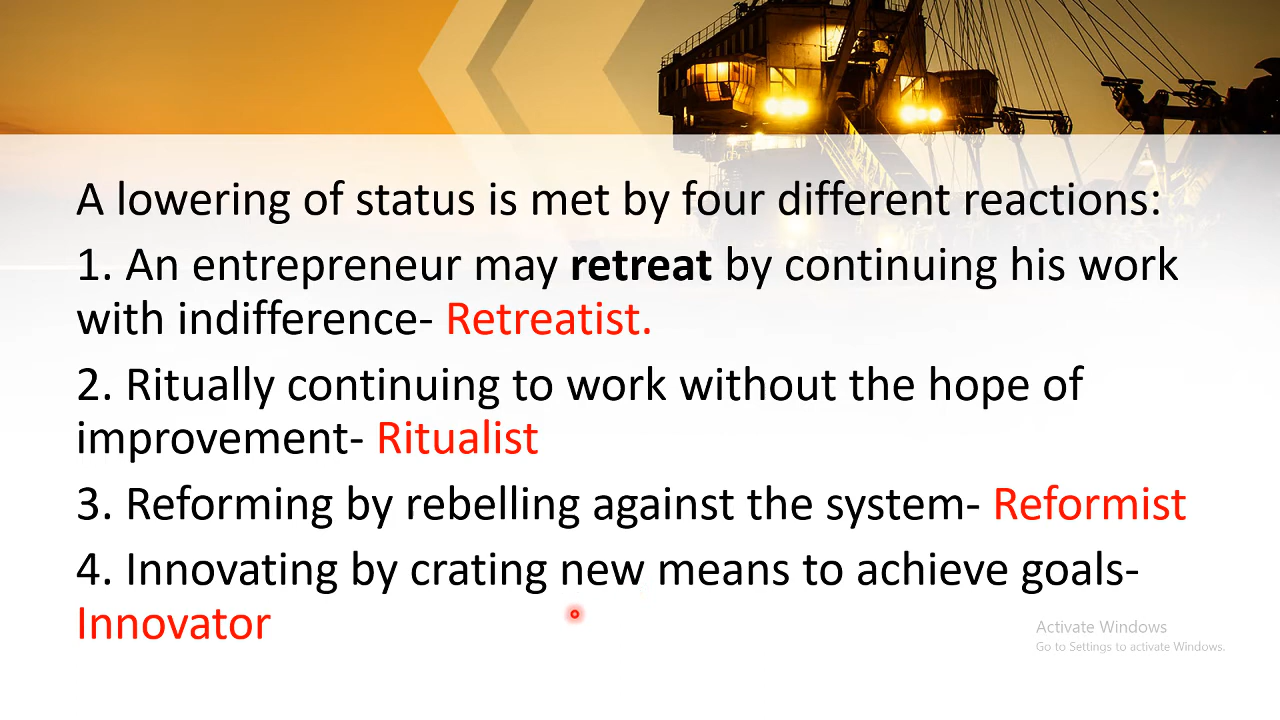 A lowering of status is met by four different reactions:
1. An entrepreneur may retreat by continuing his work
with indifference- Retreatist.
2. Ritually continuing to work without the hope of
improvement- Ritualist
3. Reforming by rebelling against the system- Reformist
4. Innovating by crating new means to achieve goals-
Innovator
Activate Windows
Go to Settings to activate Windows.